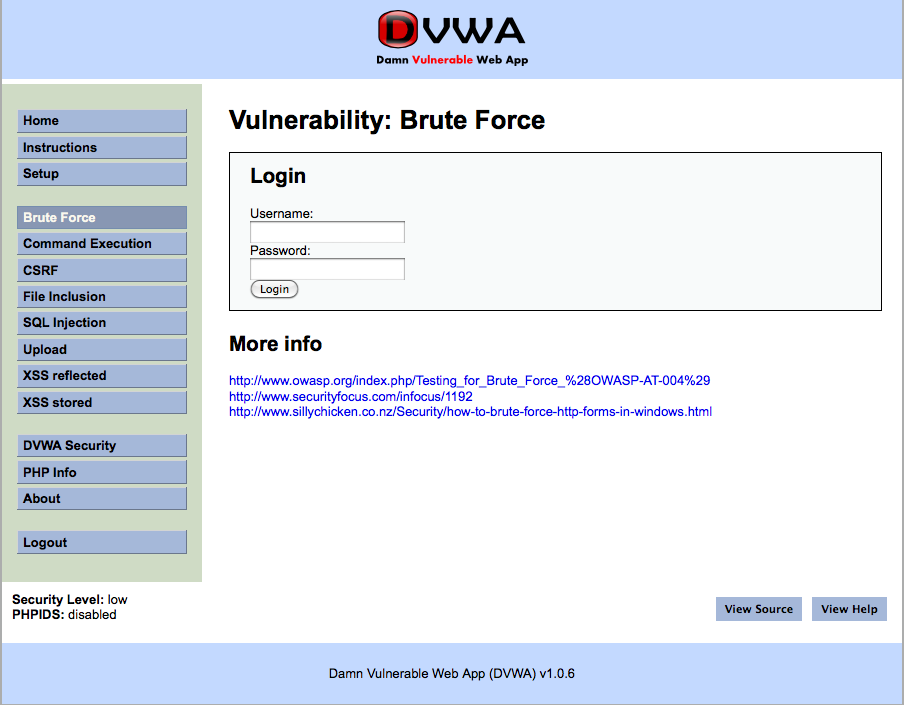 DVWA
Damn Vulnerable Web App
Home
Instructions
Setup
Brute Force
Command Execution
CSRF
File Inclusion
SQL Injection
Upload
XSS reflected
XSS stored
DVWA Security
PHP Info
About
Logout
Security Level: low
PHPIDS: disabled
Vulnerability: Brute Force
Login
Username:
Password:
Login
More info
http://www.owasp.org/index.php/Testing_for_Brute_Force_%28OWASP-AT-004%29
http://www.securityfocus.com/infocus/1192
http://www.sillychicken.co.nz/Security/how-to-brute-force-http-forms-in-windows.html
View Source
View Help
Damn Vulnerable Web App (DVWA) v1.0.6